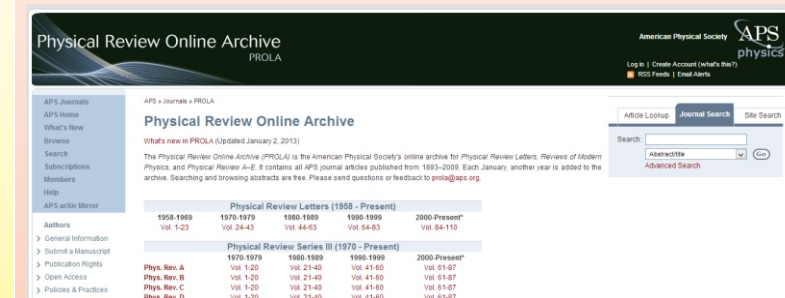 Physical Review Online Archive
PROLA
American Physical Society
APS
physics
Log in | Create Account (what's this?)
RSS Feeds | Email Alerts
APS Journals
APS Home
What's New
Browse
Search
Subscriptions
Members
Help
APS arXiv Mirror
Authors
> General Information
> Submit a Manuscript
> Publication Rights
> Open Access
> Policies & Practices
APS » Journals » PROLA
Physical Review Online Archive
What's new in PROLA (Updated January 2, 2013)
The Physical Review Online Archive (PROLA) is the American Physical Society's online archive for Physical Review Letters, Reviews of Modern
Physics, and Physical Review A–E. It contains all APS journal articles published from 1893–2009. Each January, another year is added to the
archive. Searching and browsing abstracts are free. Please send questions or feedback to prola@aps.org.
Physical Review Letters (1958 - Present)
1958-1969 1970-1979 1980-1989 1990-1999 2000-Present*
Vol. 1-23 Vol. 24-43 Vol. 44-63 Vol. 64-83 Vol. 84-110
Physical Review Series III (1970 - Present)
1970-1979 1980-1989 1990-1999 2000-Present*
Phys. Rev. A Vol. 1-20 Vol. 21-40 Vol. 41-60 Vol. 61-87
Phys. Rev. B Vol. 1-20 Vol. 21-40 Vol. 41-60 Vol. 61-87
Phys. Rev. C Vol. 1-20 Vol. 21-40 Vol. 41-60 Vol. 61-87
Phys. Rev. D Vol. 1-20 Vol. 21-40 Vol. 41-60 Vol. 61-87
Article Lookup Journal Search Site Search
Search:
Abstract/title Go
Advanced Search